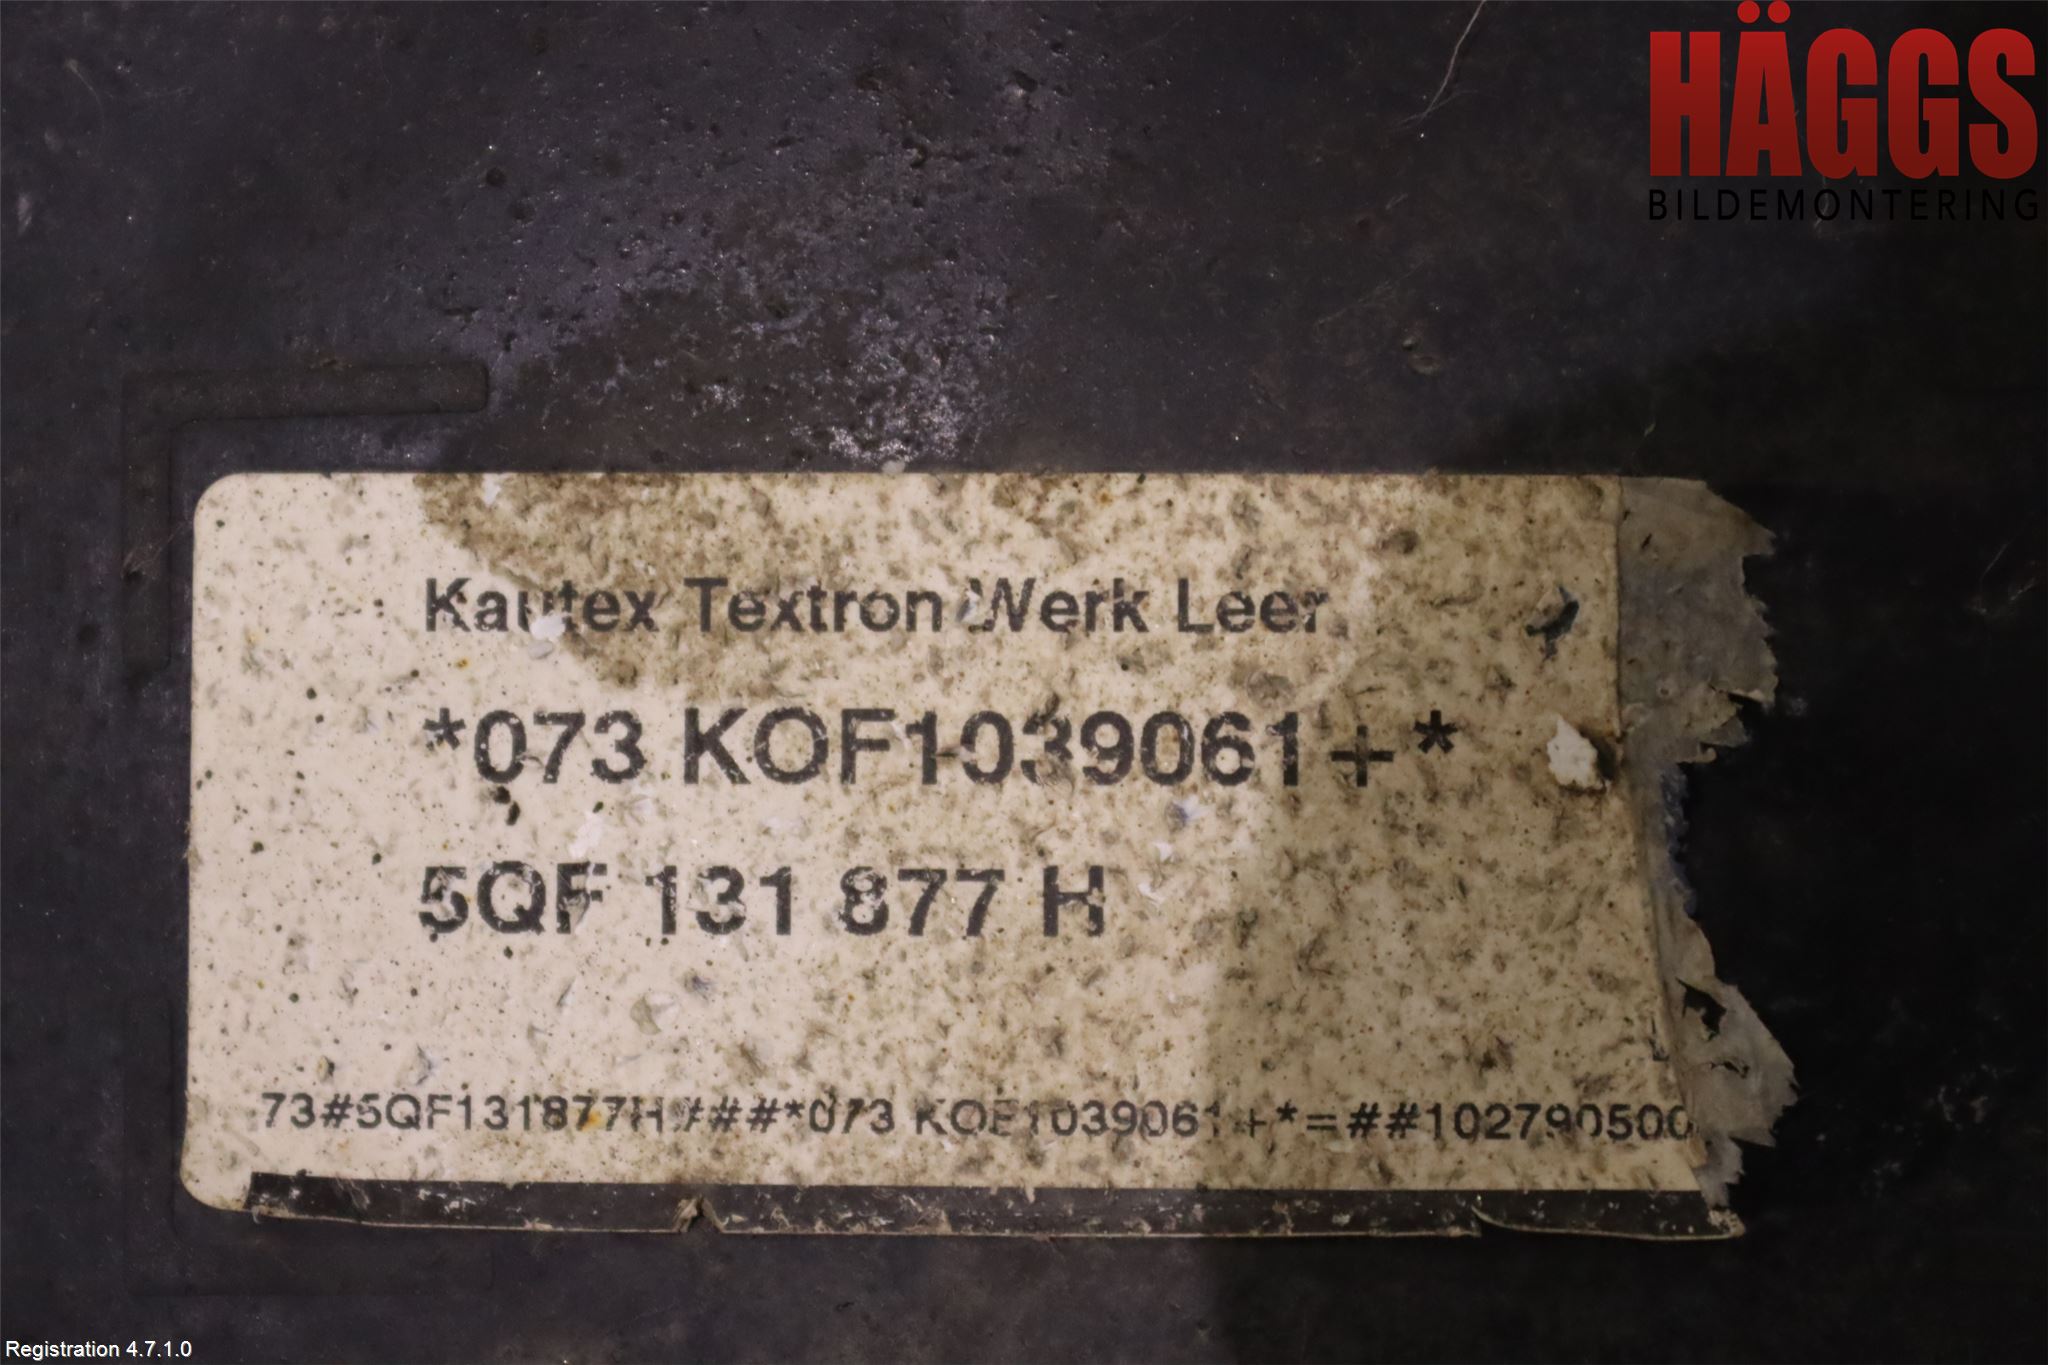 HÄGGS
BILDEMONTERING
Kautex Textron Werk Leer
*073 KOF1039061+*
5QF 131 877 H
73#5QF131877H###*073 KOF1039061+*=##102790500
Registration 4.7.1.0